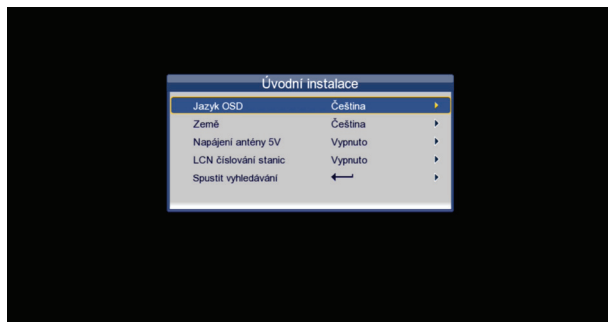 Úvodní instalace
Jazyk OSD Čeština
Země Čeština
Napájení antény 5V Vypnuto
LCN číslování stanic Vypnuto
Spustit vyhledávání